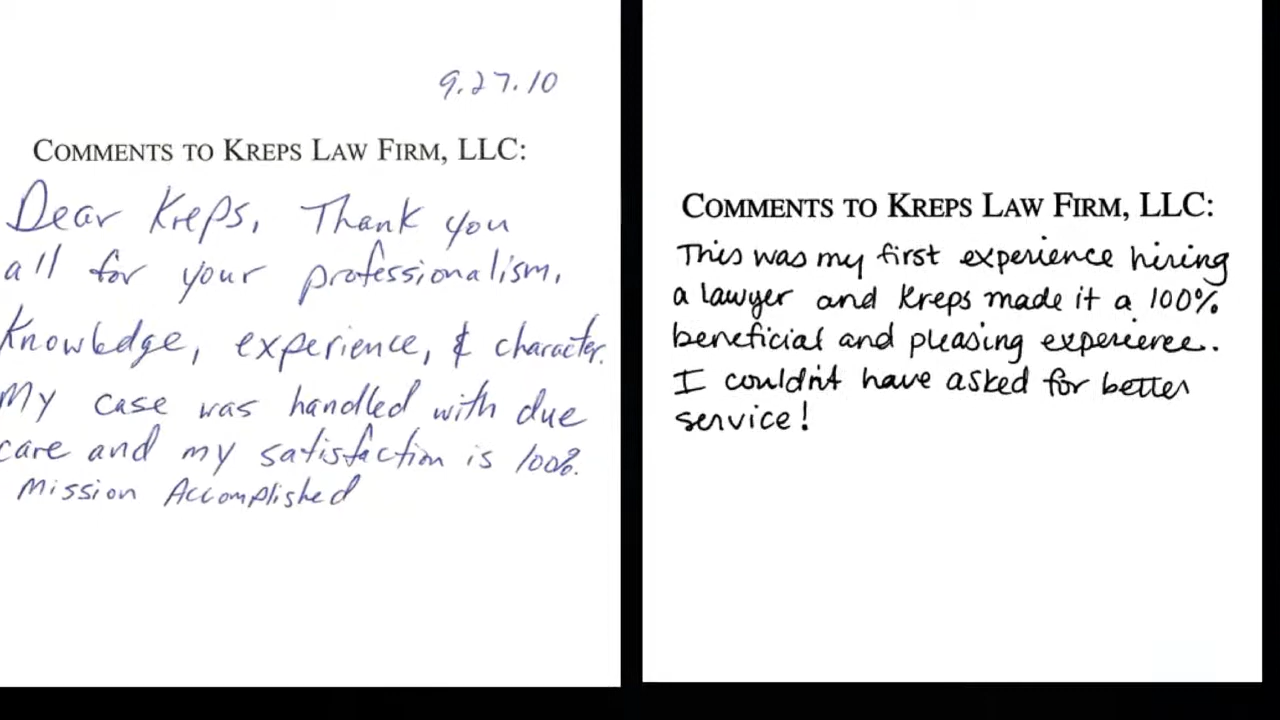 9.27.10
COMMENTS TO KREPS LAW FIRM, LLC:
Dear Kreps, Thank you
all for your professionalism,
Knowledge, experience, & character.
My case was handled with due
care and my satisfaction is 100%.
Mission Accomplished
COMMENTS TO KREPS LAW FIRM, LLC:
This was my first experience hiring
a lawyer and Kreps made it a 100%
beneficial and pleasing experience.
I couldn't have asked for better
service!